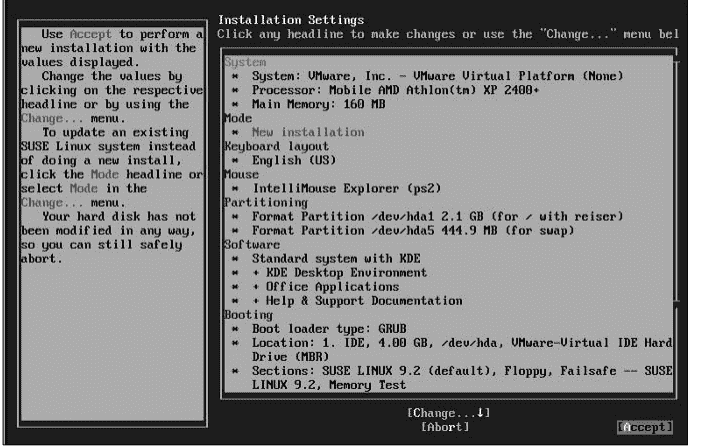 Use Accept to perform a
new installation with the
values displayed.
Change the values by
clicking on the respective
headline or by using the
Change... menu.
To update an existing
SUSE Linux system instead
of doing a new install,
click the Mode headline or
select Mode in the
Change... menu.
Your hard disk has not
been modified in any way,
so you can still safely
abort.
Installation Settings
Click any headline to make changes or use the "Change..." menu bel
System
* System: VMware, Inc. - VMware Virtual Platform (None)
* Processor: Mobile AMD Athlon(tm) XP 2400+
* Main Memory: 160 MB
Mode
* New installation
Keyboard layout
* English (US)
Mouse
* IntelliMouse Explorer (ps2)
Partitioning
* Format Partition /dev/hda1 2.1 GB (for / with reiser)
* Format Partition /dev/hda5 444.9 MB (for swap)
Software
* Standard system with KDE
* + KDE Desktop Environment
* + Office Applications
* + Help & Support Documentation
Booting
* Boot loader type: GRUB
* Location: 1. IDE, 4.00 GB, /dev/hda, VMware-Virtual IDE Hard
Drive (MBR)
* Sections: SUSE LINUX 9.2 (default), Floppy, Failsafe -- SUSE
LINUX 9.2, Memory Test
[Change...↓]
[Abort]
[Accept]